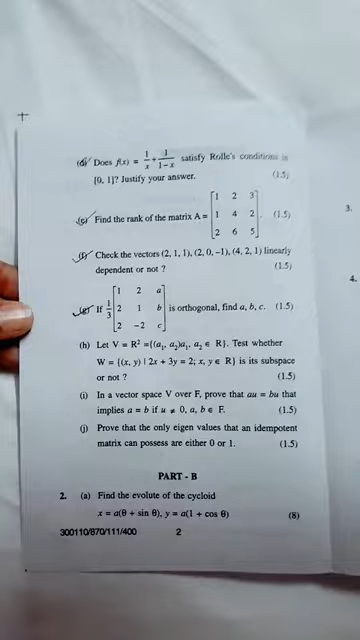 (d) Does f(x) = 1/x + 1/(1-x) satisfy Rolle's conditions in
[0, 1]? Justify your answer. (1.5)
(e) Find the rank of the matrix A = [1 2 3; 1 4 2; 2 6 5]. (1.5)
(f) Check the vectors (2, 1, 1), (2, 0, −1), (4, 2, 1) linearly
dependent or not ? (1.5)
(g) If 1/3 [1 2 a; 2 1 b; 2 −2 c] is orthogonal, find a, b, c. (1.5)
(h) Let V = R² ={(a₁, a₂)a₁, a₂ ∈ R}. Test whether
W = {(x, y) | 2x + 3y = 2; x, y ∈ R} is its subspace
or not ? (1.5)
(i) In a vector space V over F, prove that au = bu that
implies a = b if u ≠ 0, a, b ∈ F. (1.5)
(j) Prove that the only eigen values that an idempotent
matrix can possess are either 0 or 1. (1.5)
PART - B
2. (a) Find the evolute of the cycloid
x = a(θ + sin θ), y = a(1 + cos θ) (8)
300110/870/111/400 2
3.
4.